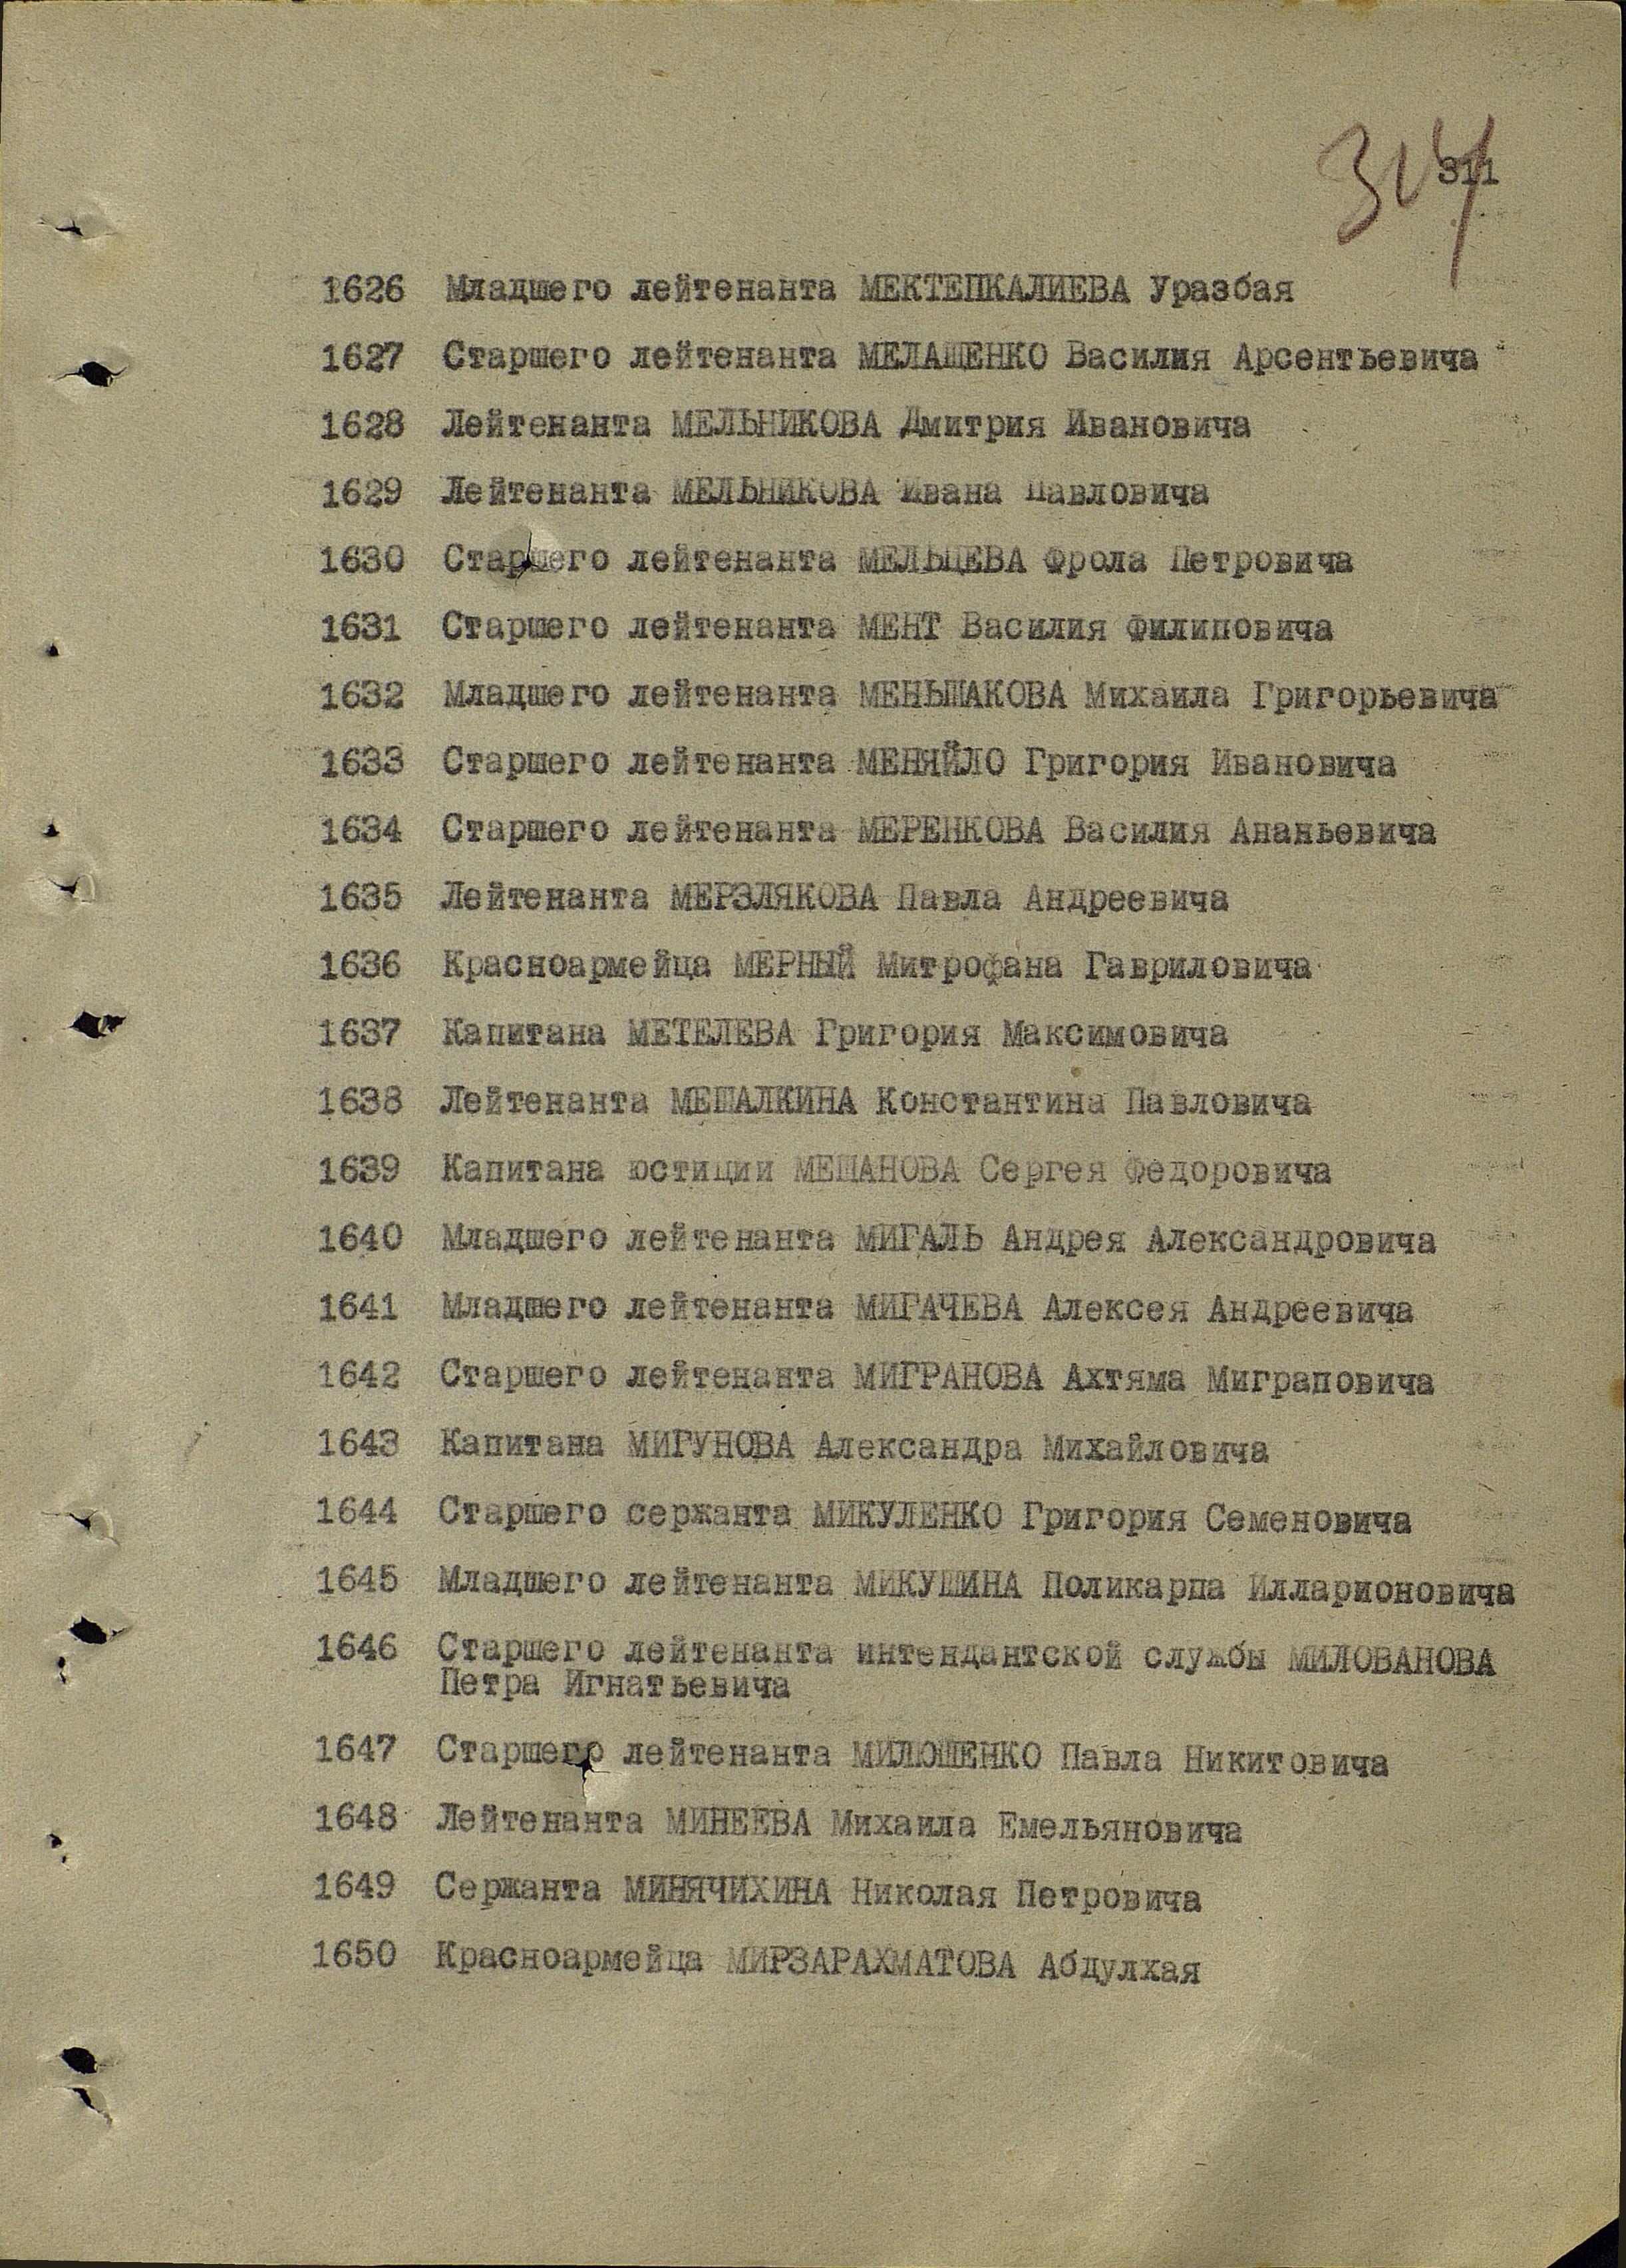 311
1626 Младшего лейтенанта МЕКТЕПКАЛИЕВА Уразбая
1627 Старшего лейтенанта МЕЛАЩЕНКО Василия Арсентьевича
1628 Лейтенанта МЕЛЬНИКОВА Дмитрия Ивановича
1629 Лейтенанта МЕЛЬНИКОВА Ивана Павловича
1630 Старшего лейтенанта МЕЛЬЦЕВА Фрола Петровича
1631 Старшего лейтенанта МЕНТ Василия Филиповича
1632 Младшего лейтенанта МЕНЬШАКОВА Михаила Григорьевича
1633 Старшего лейтенанта МЕНЯЙЛО Григория Ивановича
1634 Старшего лейтенанта МЕРЕНКОВА Василия Ананьевича
1635 Лейтенанта МЕРЗЛЯКОВА Павла Андреевича
1636 Красноармейца МЕРНЫЙ Митрофана Гавриловича
1637 Капитана МЕТЕЛЕВА Григория Максимовича
1638 Лейтенанта МЕШАЛКИНА Константина Павловича
1639 Капитана юстиции Сергея Федоровича
1640 Младшего лейтенанта МИГАЛЬ Андрея Александровича
1641 Младшего лейтенанта МИГАЧЕВА Алексея Андреевича
1642 Старшего лейтенанта МИГРАНОВА Ахтяма Миграповича
1643 Капитана МИГУНОВА Александра Михайловича
1644 Старшего сержанта МИКУЛЕНКО Григория Семеновича
1645 Младшего лейтенанта МИКУШИНА Поликарпа Илларионовича
1646 Старшего лейтенанта интендантской службы МИЛОВАНОВА
Петра Игнатьевича
1647 Старшего лейтенанта МИЛЮШЕНКО Павла Никитовича
1648 Лейтенанта МИНЕЕВА Михаила Емельяновича
1649 Сержанта МИНЯЧИХИНА Николая Петровича
1650 Красноармейца МИРЗАРАХМАТОВА Абдулхая